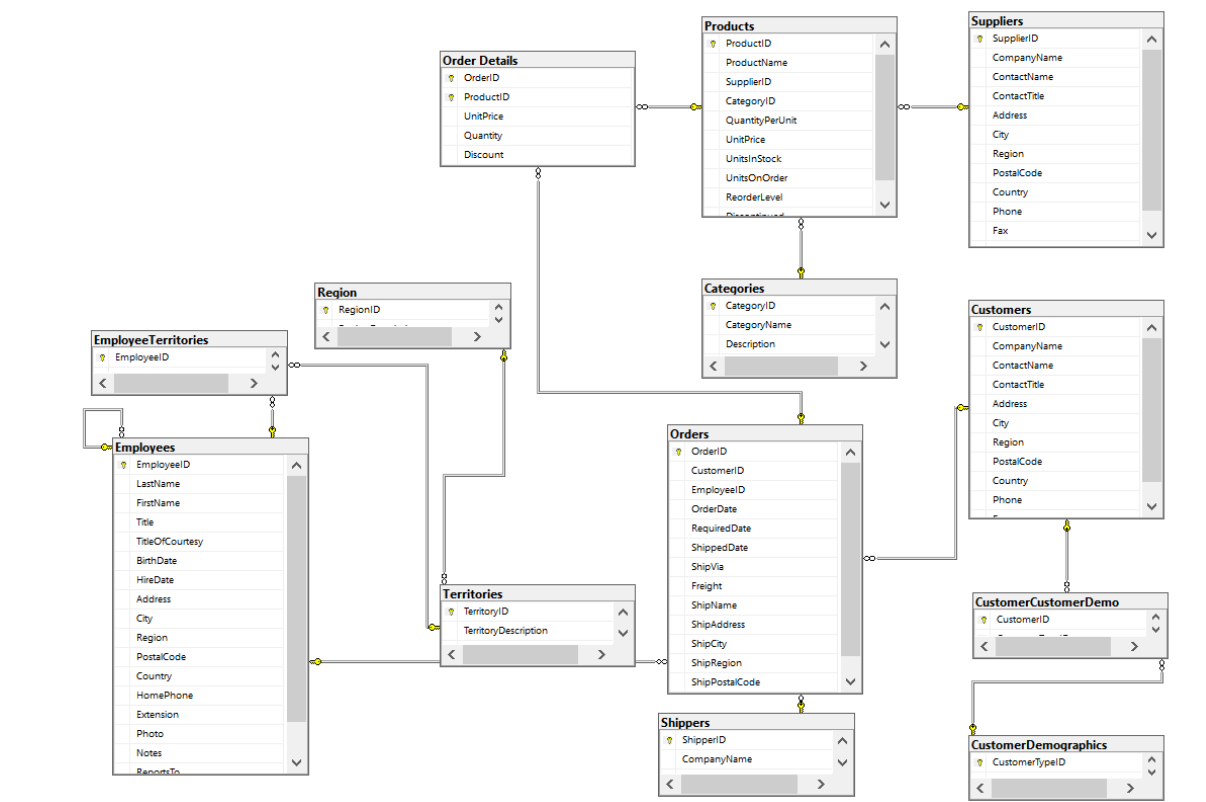 Products
ProductID
ProductName
SupplierID
CategoryID
QuantityPerUnit
UnitPrice
UnitsInStock
UnitsOnOrder
ReorderLevel
Discontinued
Suppliers
SupplierID
CompanyName
ContactName
ContactTitle
Address
City
Region
PostalCode
Country
Phone
Fax
Order Details
OrderID
ProductID
UnitPrice
Quantity
Discount
Categories
CategoryID
CategoryName
Description
Region
RegionID
Customers
CustomerID
CompanyName
ContactName
ContactTitle
Address
City
Region
PostalCode
Country
Phone
EmployeeTerritories
EmployeeID
Employees
EmployeeID
LastName
FirstName
Title
TitleOfCourtesy
BirthDate
HireDate
Address
City
Region
PostalCode
Country
HomePhone
Extension
Photo
Notes
ReportsTo
Orders
OrderID
CustomerID
EmployeeID
OrderDate
RequiredDate
ShippedDate
ShipVia
Freight
ShipName
ShipAddress
ShipCity
ShipRegion
ShipPostalCode
Territories
TerritoryID
TerritoryDescription
CustomerCustomerDemo
CustomerID
Shippers
ShipperID
CompanyName
CustomerDemographics
CustomerTypeID